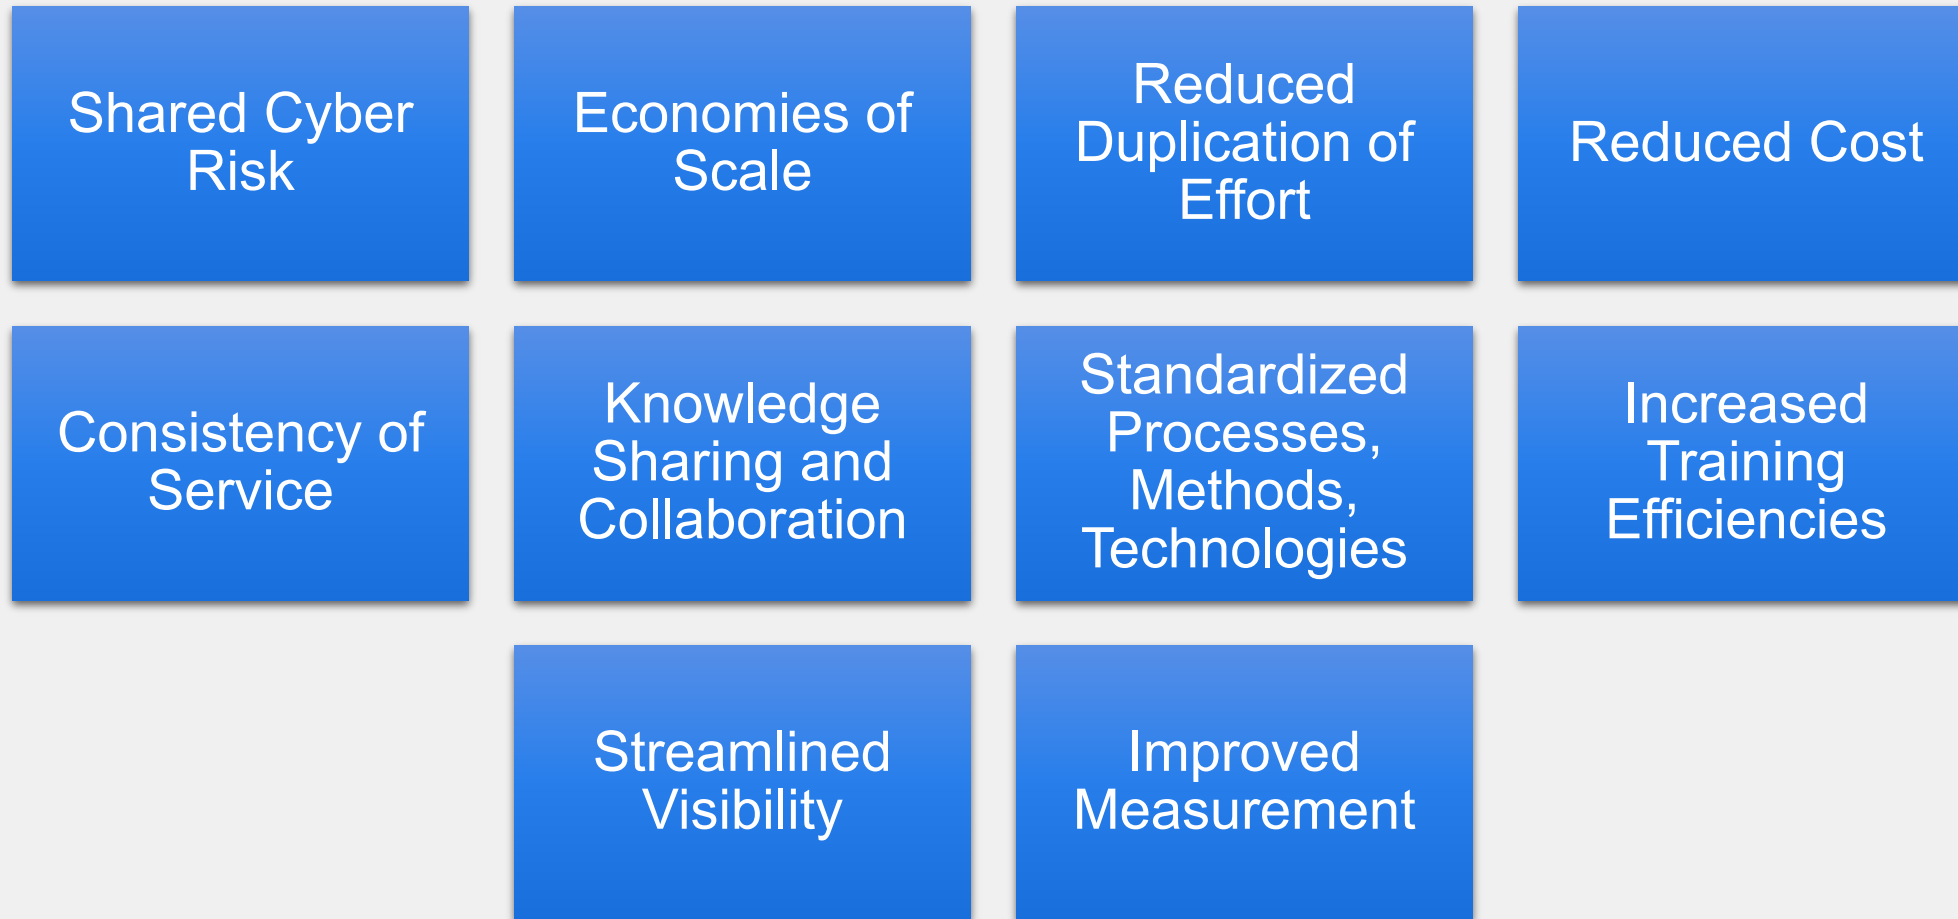 Shared Cyber
Risk
Economies of
Scale
Reduced
Duplication of
Effort
Reduced Cost
Consistency of
Service
Knowledge
Sharing and
Collaboration
Standardized
Processes,
Methods,
Technologies
Increased
Training
Efficiencies
Streamlined
Visibility
Improved
Measurement